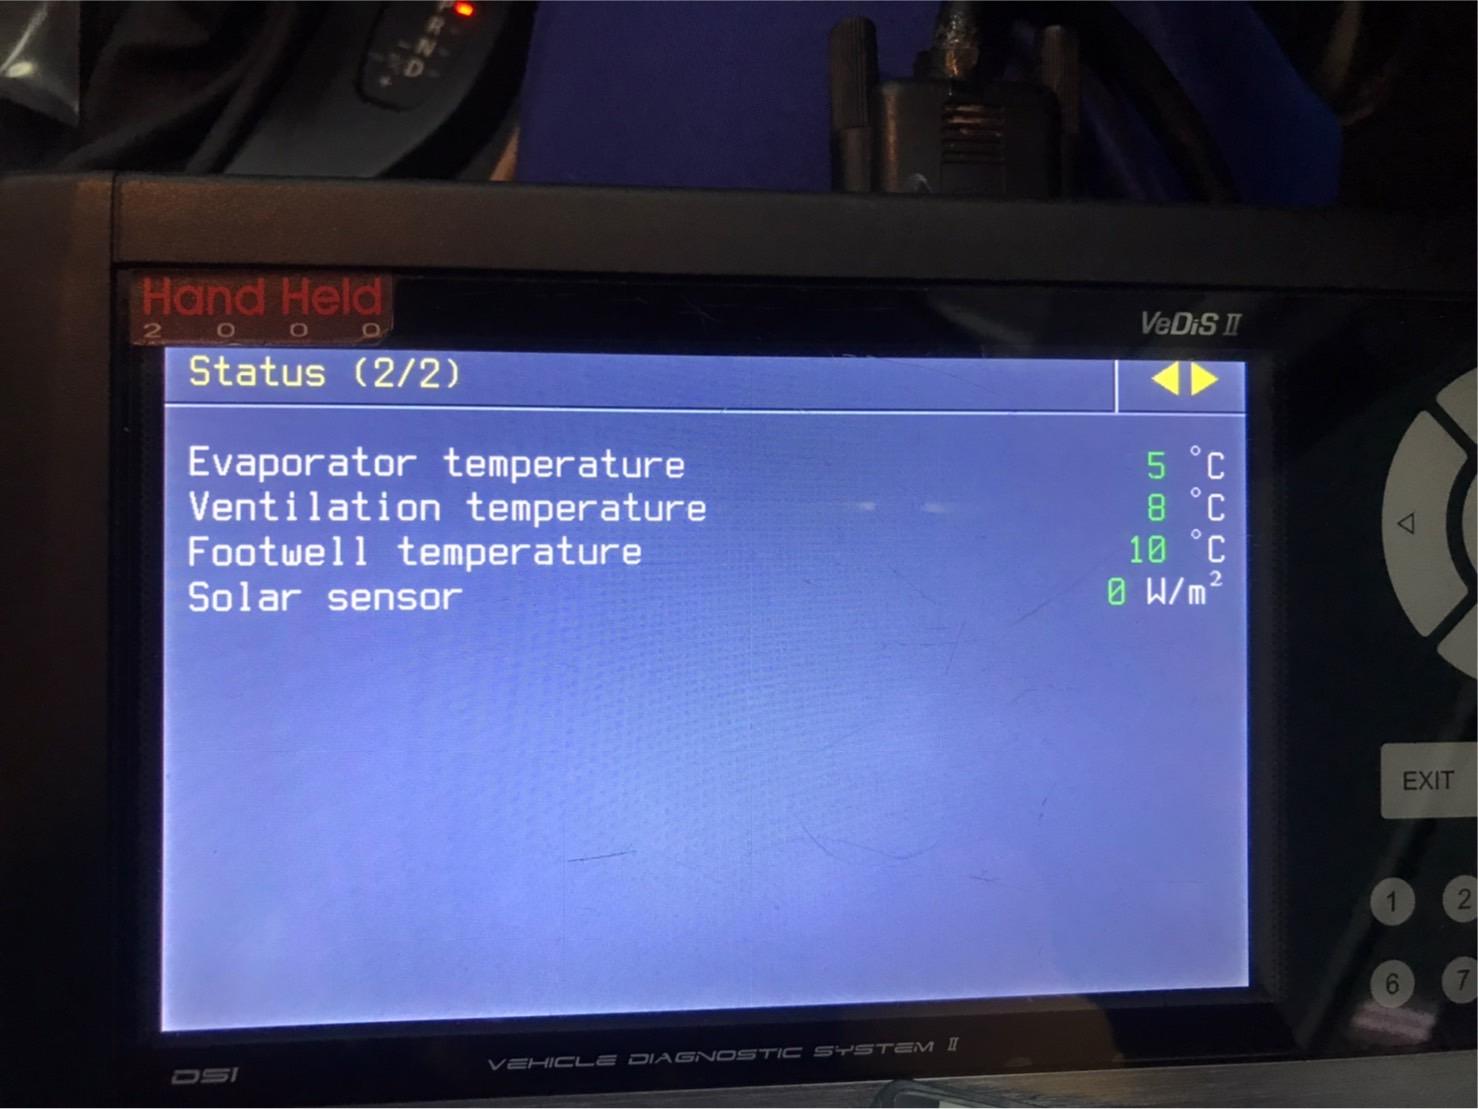 P
R
N
D
+
Hand Held
2 0 0 0
VeDiS II
Status (2/2)
Evaporator temperature 5 °C
Ventilation temperature 8 °C
Footwell temperature 10 °C
Solar sensor 0 W/m²
EXIT
1 2
6 7
VEHICLE DIAGNOSTIC SYSTEM II
DSI